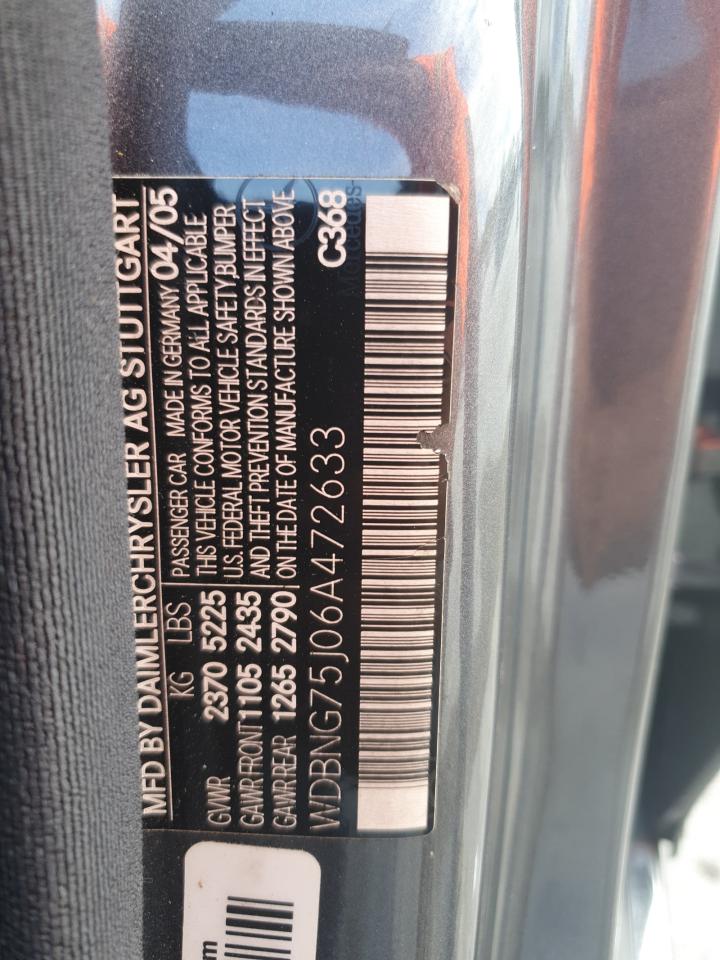 MFD BY DAIMLERCHRYSLER AG STUTTGART
KG LBS
GVWR 2370 5225
GAWR FRONT 1105 2435
GAWR REAR 1265 2790
PASSENGER CAR MADE IN GERMANY 04/05
THIS VEHICLE CONFORMS TO ALL APPLICABLE
U.S. FEDERAL MOTOR VEHICLE SAFETY,BUMPER
AND THEFT PREVENTION STANDARDS IN EFFECT
ON THE DATE OF MANUFACTURE SHOWN ABOVE
WDBNG75J06A472633 C368
Mercedes-